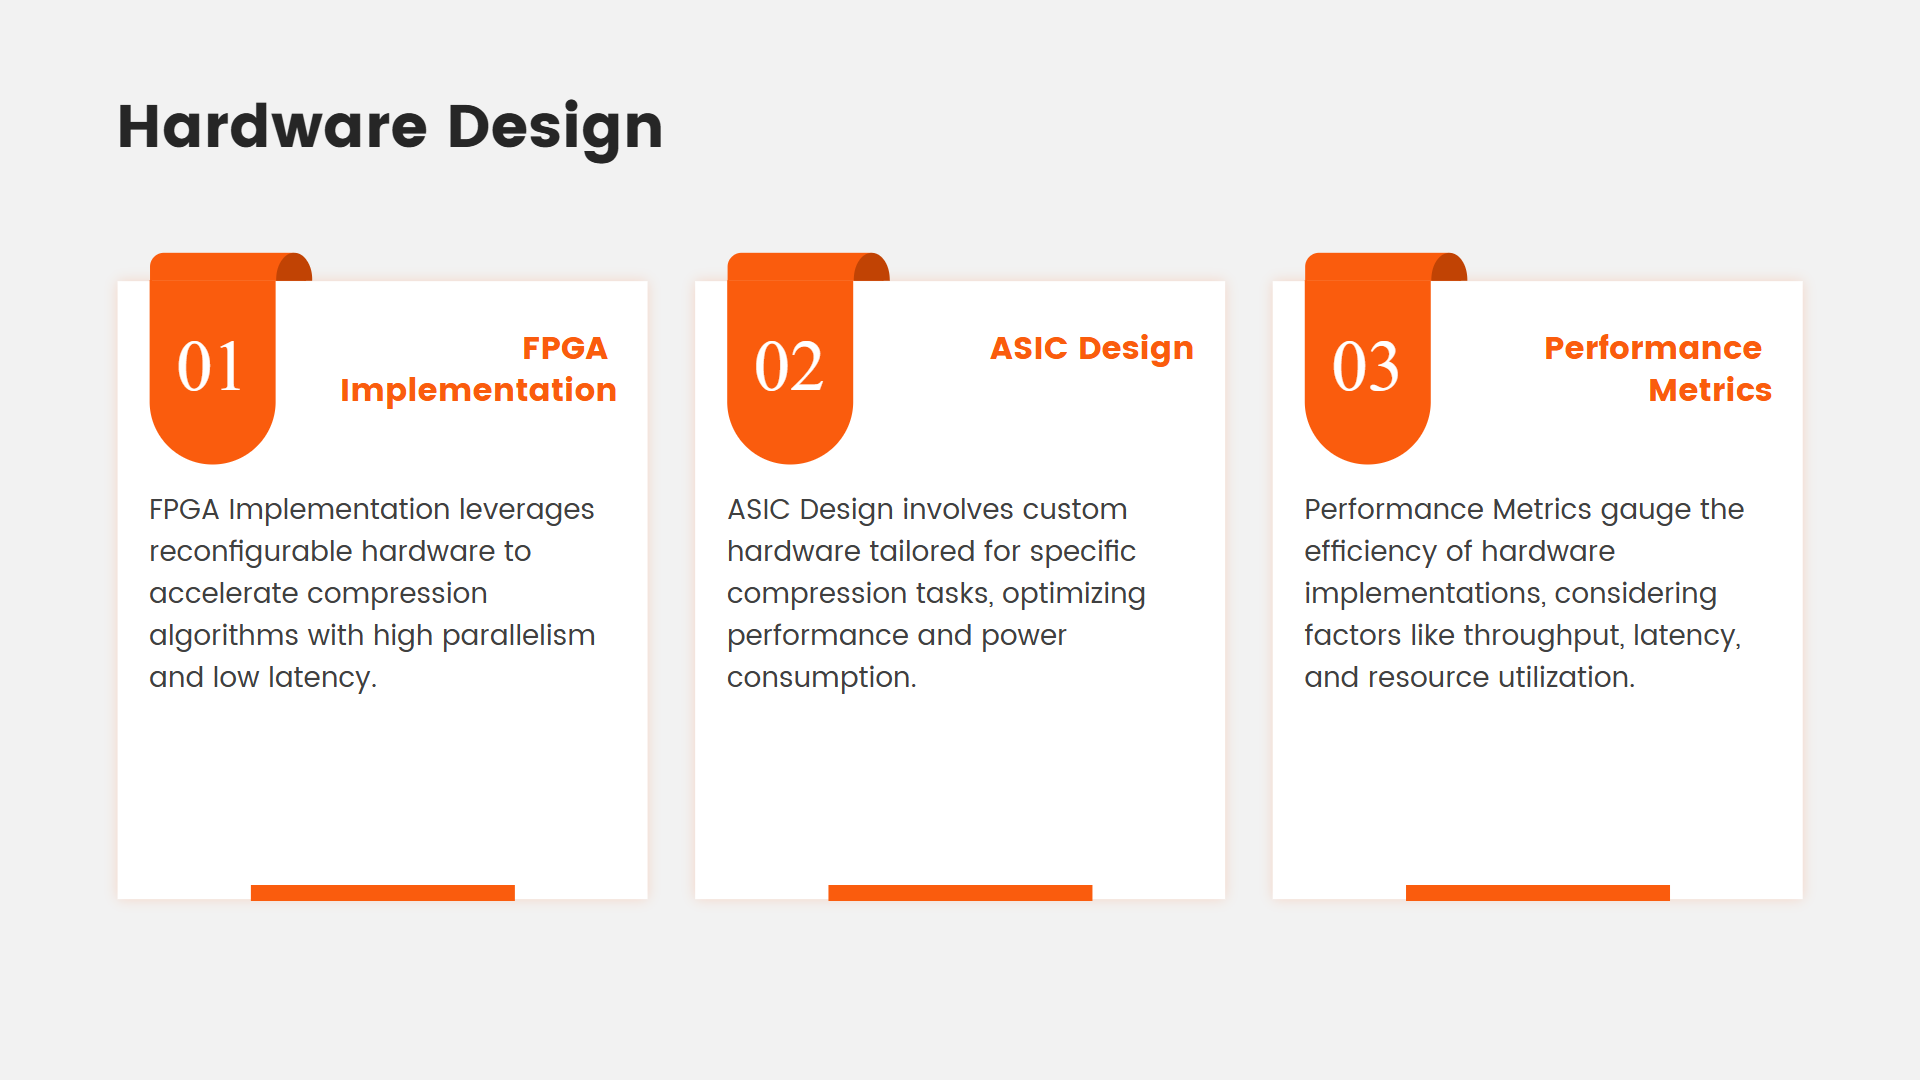 Hardware Design
01
FPGA
Implementation
FPGA Implementation leverages
reconfigurable hardware to
accelerate compression
algorithms with high parallelism
and low latency.
02
ASIC Design
ASIC Design involves custom
hardware tailored for specific
compression tasks, optimizing
performance and power
consumption.
03
Performance
Metrics
Performance Metrics gauge the
efficiency of hardware
implementations, considering
factors like throughput, latency,
and resource utilization.